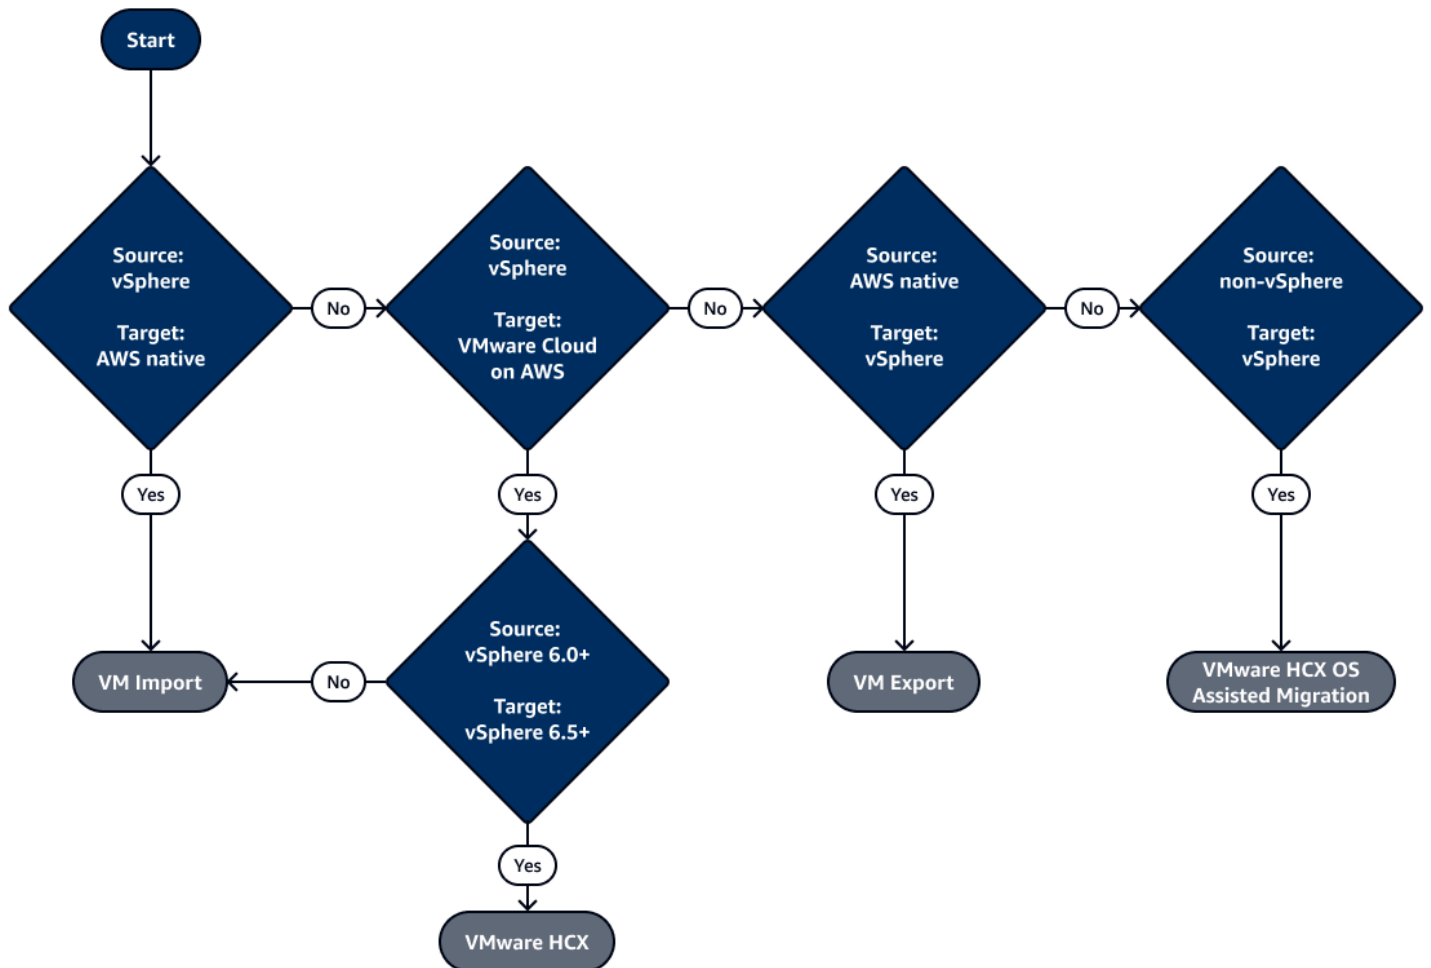 Start
Source:
vSphere
Target:
AWS native
No
Source:
vSphere
Target:
VMware Cloud
on AWS
No
Source:
AWS native
Target:
vSphere
No
Source:
non-vSphere
Target:
vSphere
Yes
Yes
Yes
Yes
VM Import
No
Source:
vSphere 6.0+
Target:
vSphere 6.5+
VM Export
VMware HCX OS
Assisted Migration
Yes
VMware HCX